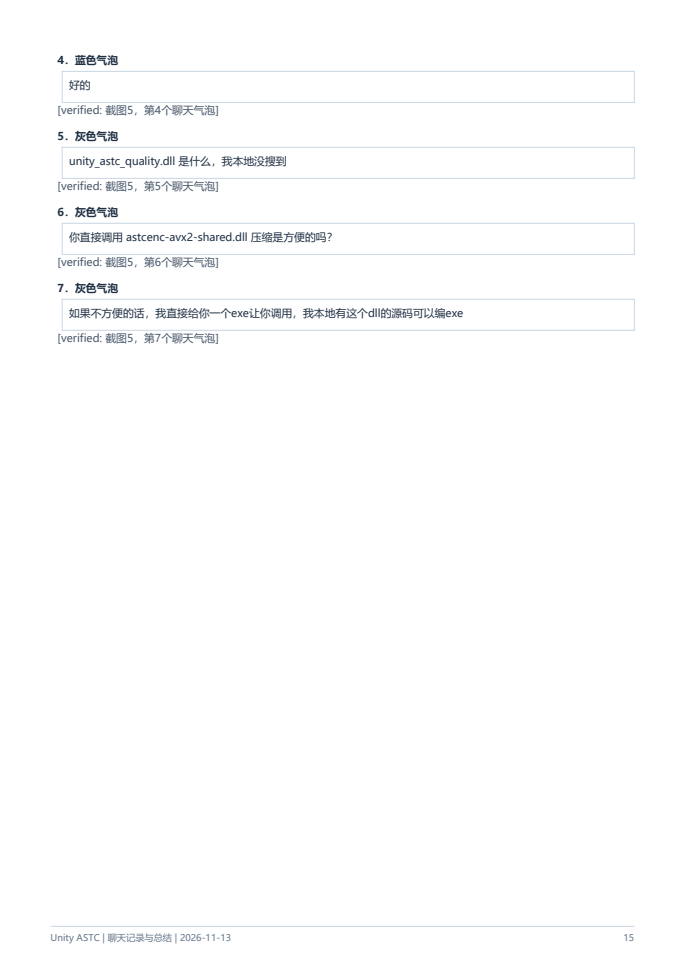 4. 蓝色气泡
好的
[verified: 截图5，第4个聊天气泡]
5. 灰色气泡
unity_astc_quality.dll 是什么，我本地没搜到
[verified: 截图5，第5个聊天气泡]
6. 灰色气泡
你直接调用 astcenc-avx2-shared.dll 压缩是方便的吗?
[verified: 截图5，第6个聊天气泡]
7. 灰色气泡
如果不方便的话，我直接给你一个exe让你调用，我本地有这个dll的源码可以编exe
[verified: 截图5，第7个聊天气泡]
Unity ASTC | 聊天记录与总结 | 2026-11-13 15